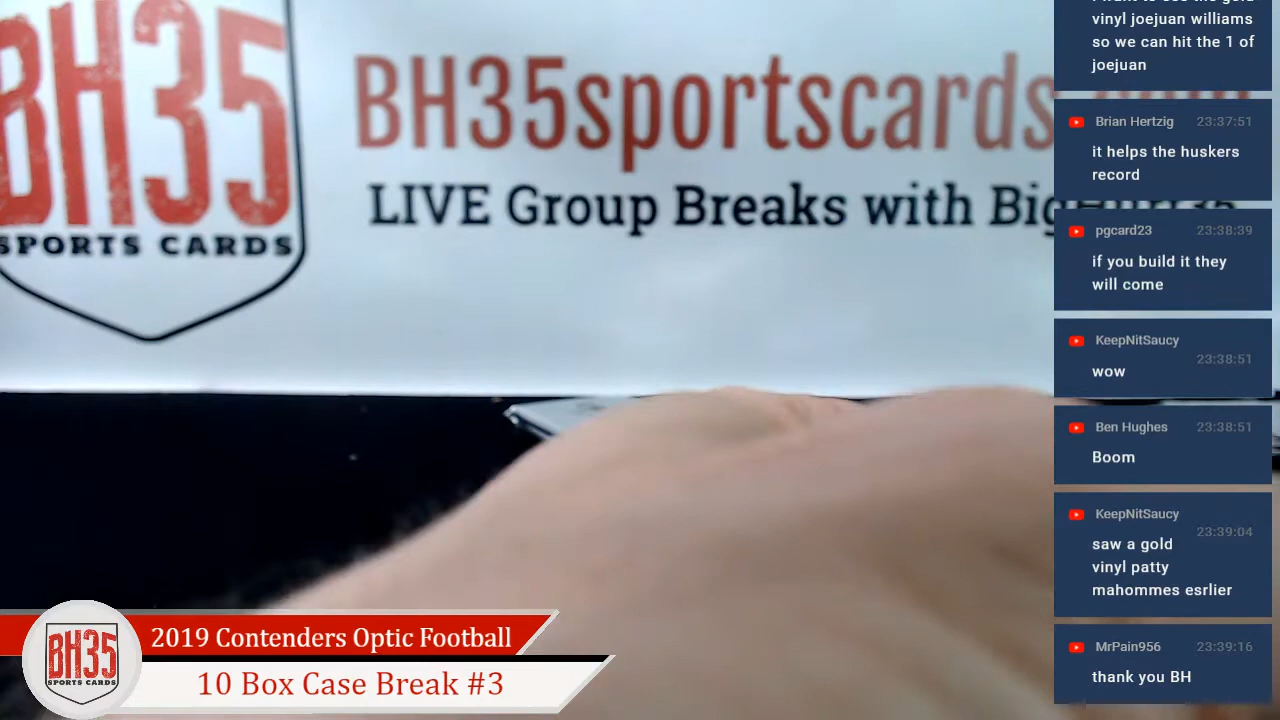 BH35
SPORTS CARDS
BH35sportscards
LIVE Group Breaks with
vinyl joejuan williams
so we can hit the 1 of
joejuan
Brian Hertzig 23:37:51
it helps the huskers
record
pgcard23 23:38:39
if you build it they
will come
KeepNitSaucy
23:38:51
wow
Ben Hughes 23:38:51
Boom
KeepNitSaucy
23:39:04
saw a gold
vinyl patty
mahommes esrlier
MrPain956 23:39:16
thank you BH
BH35
SPORTS CARDS
2019 Contenders Optic Football
10 Box Case Break #3